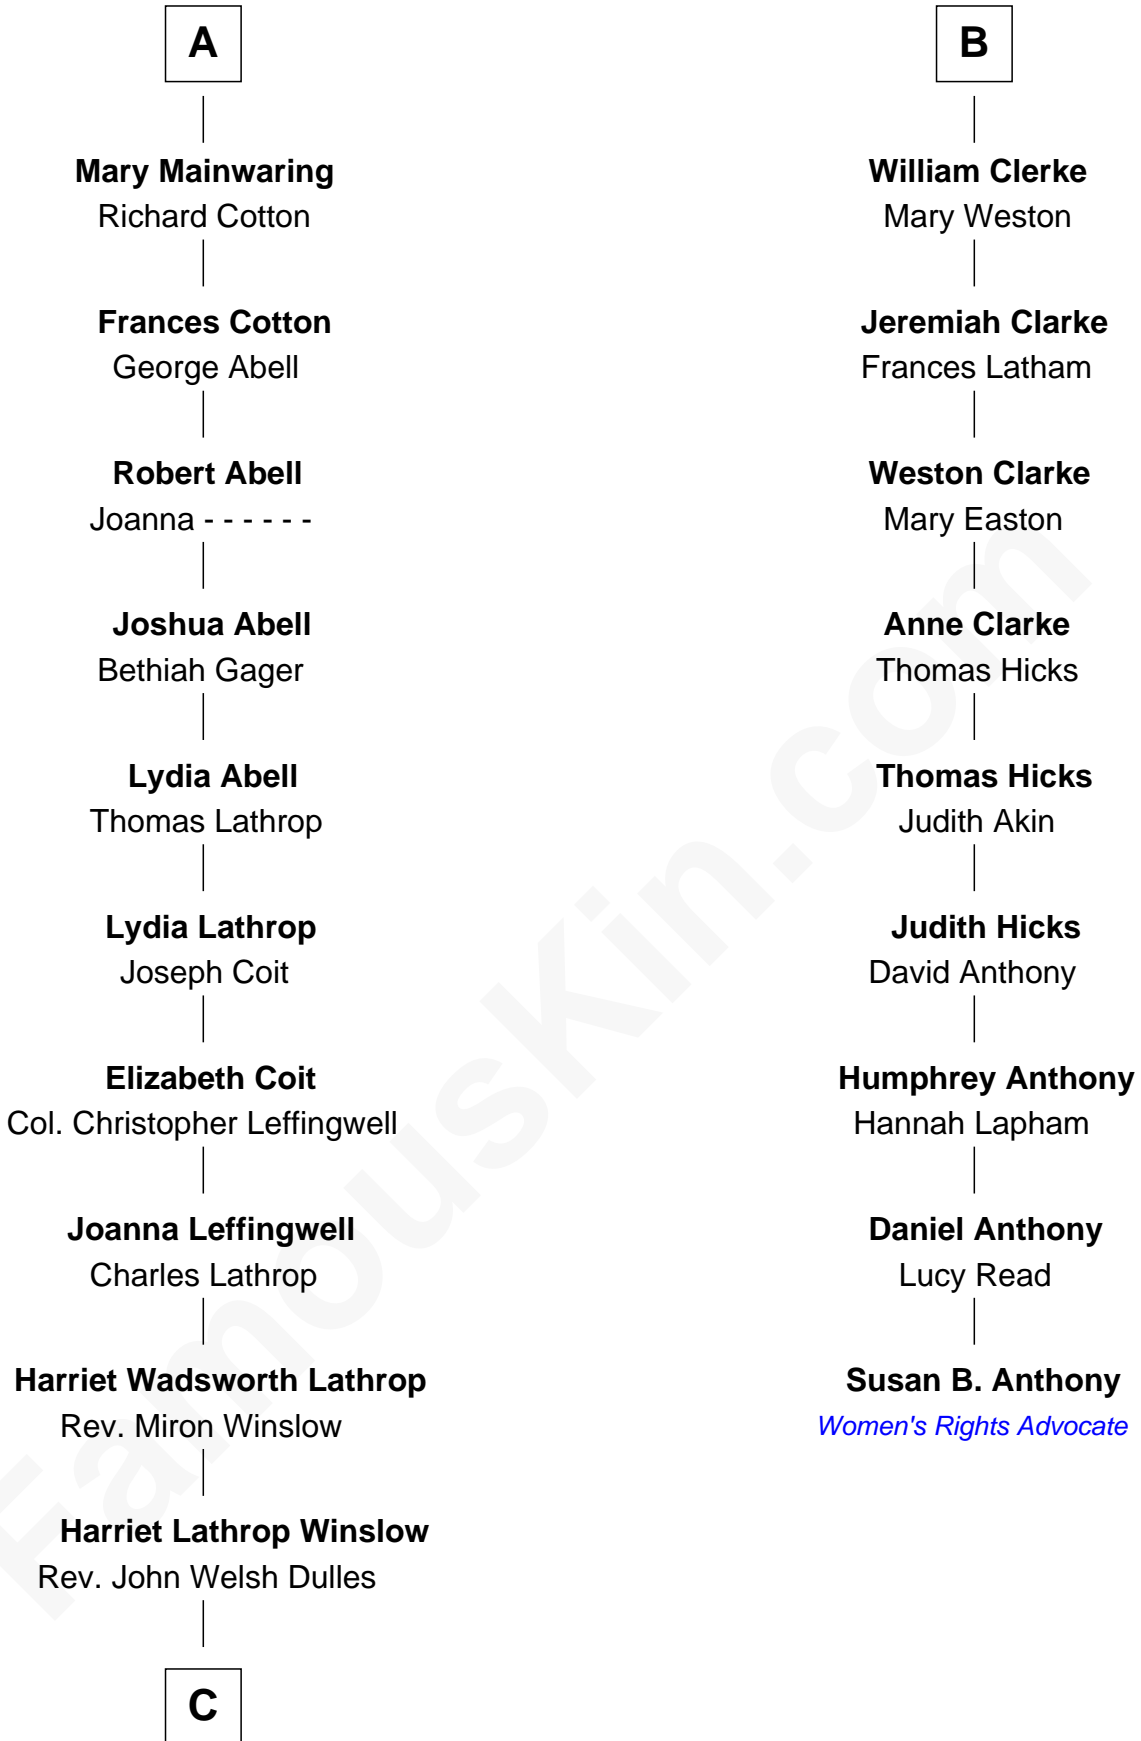 A
Mary Mainwaring
Richard Cotton
Frances Cotton
George Abell
Robert Abell
Joanna - - - - - -
Joshua Abell
Bethiah Gager
Lydia Abell
Thomas Lathrop
Lydia Lathrop
Joseph Coit
Elizabeth Coit
Col. Christopher Leffingwell
Joanna Leffingwell
Charles Lathrop
Harriet Wadsworth Lathrop
Rev. Miron Winslow
Harriet Lathrop Winslow
Rev. John Welsh Dulles
C
B
William Clerke
Mary Weston
Jeremiah Clarke
Frances Latham
Weston Clarke
Mary Easton
Anne Clarke
Thomas Hicks
Thomas Hicks
Judith Akin
Judith Hicks
David Anthony
Humphrey Anthony
Hannah Lapham
Daniel Anthony
Lucy Read
Susan B. Anthony
Women's Rights Advocate
FamousKin.com